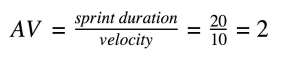 AV = sprint duration / velocity = 20 / 10 = 2